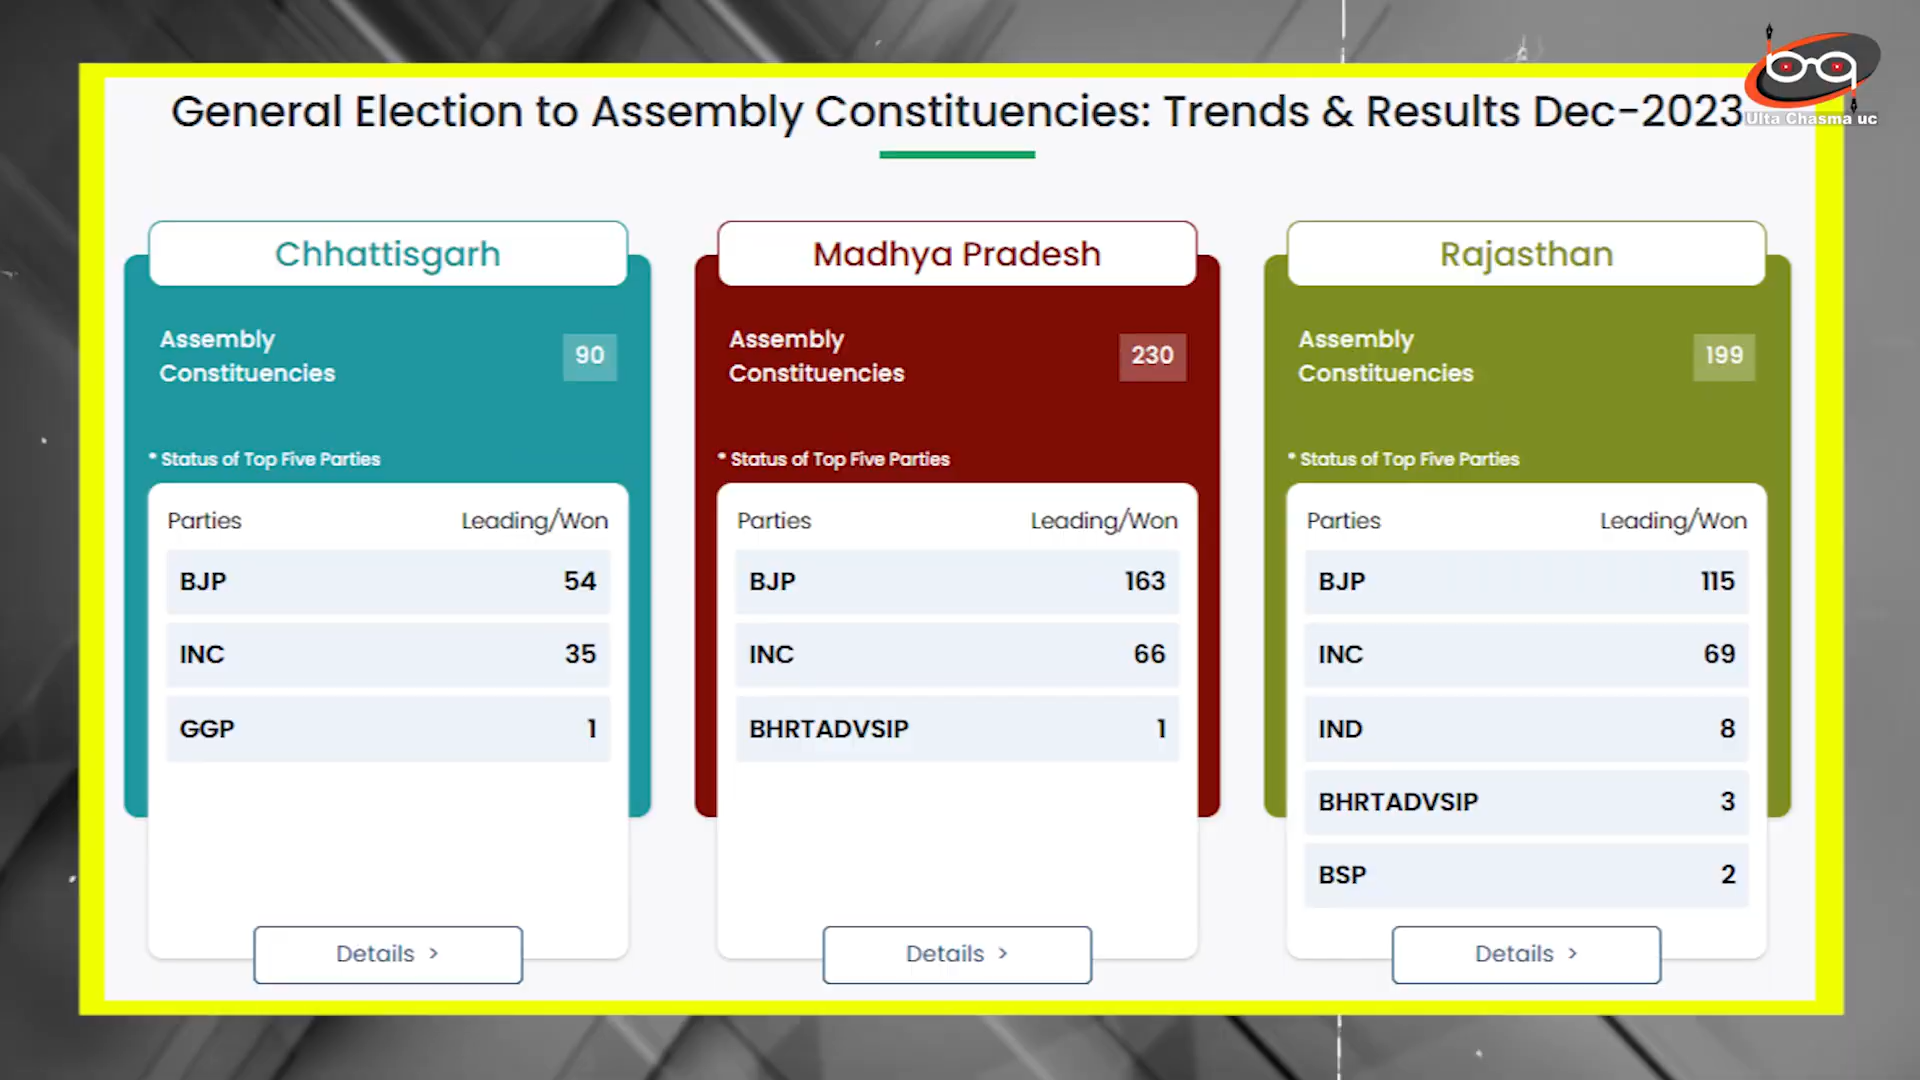 bq
Ulta Chasma uc
General Election to Assembly Constituencies: Trends & Results Dec-2023
Chhattisgarh
Assembly
Constituencies
90
* Status of Top Five Parties
Parties Leading/Won
BJP 54
INC 35
GGP 1
Details >
Madhya Pradesh
Assembly
Constituencies
230
* Status of Top Five Parties
Parties Leading/Won
BJP 163
INC 66
BHRTADVSIP 1
Details >
Rajasthan
Assembly
Constituencies
199
* Status of Top Five Parties
Parties Leading/Won
BJP 115
INC 69
IND 8
BHRTADVSIP 3
BSP 2
Details >